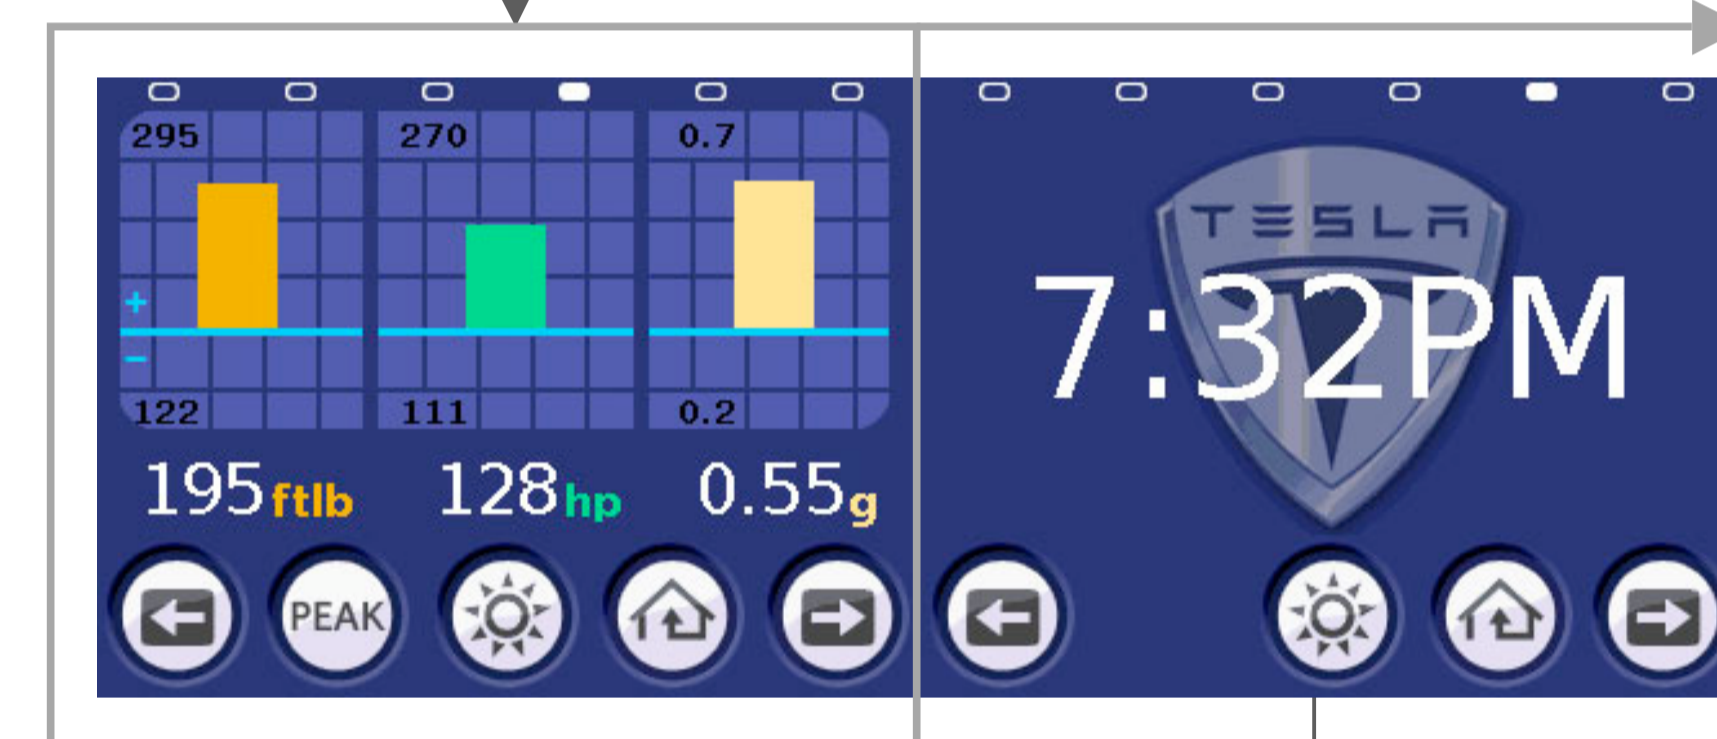 295 270 0.7
+
−
122 111 0.2
195ftlb 128hp 0.55g
PEAK
TESLA
7:32PM